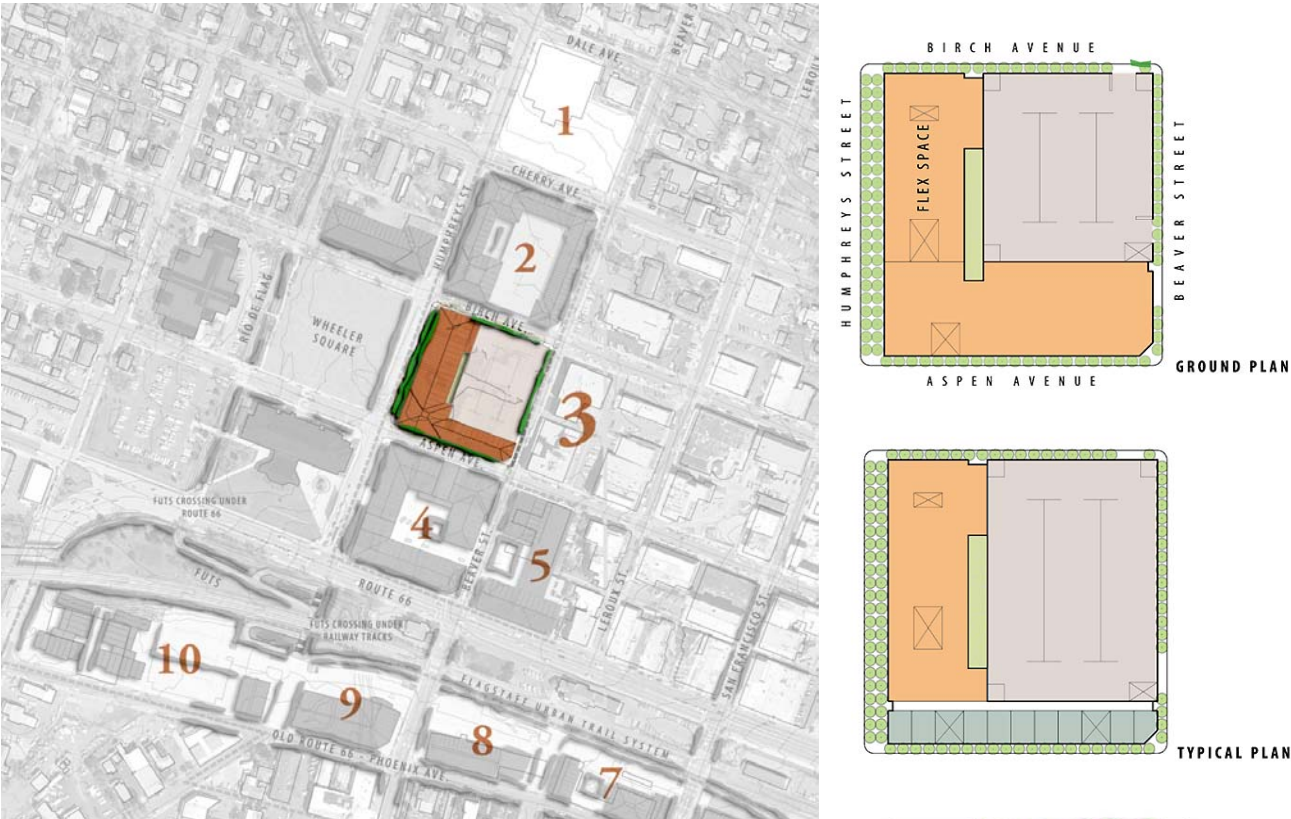 DALE AVE.
BEAVER S
LEROUX
1
CHERRY AVE.
HUMPHREYS ST
2
RIO DE FLAG
WHEELER
SQUARE
BIRCH AVE.
3
ASPEN AVE.
FUTS CROSSING UNDER
ROUTE 66
4
BEAVER ST.
5
FUTS
ROUTE 66
LEROUX ST.
FUTS CROSSING UNDER
RAILWAY TRACKS
SAN FRANCISCO ST.
10
9
FLAGSTAFF URBAN TRAIL SYSTEM
8
OLD ROUTE 66 - PHOENIX AVE.
7
BIRCH AVENUE
HUMPHREYS STREET
FLEX SPACE
BEAVER STREET
GROUND PLAN
ASPEN AVENUE
TYPICAL PLAN